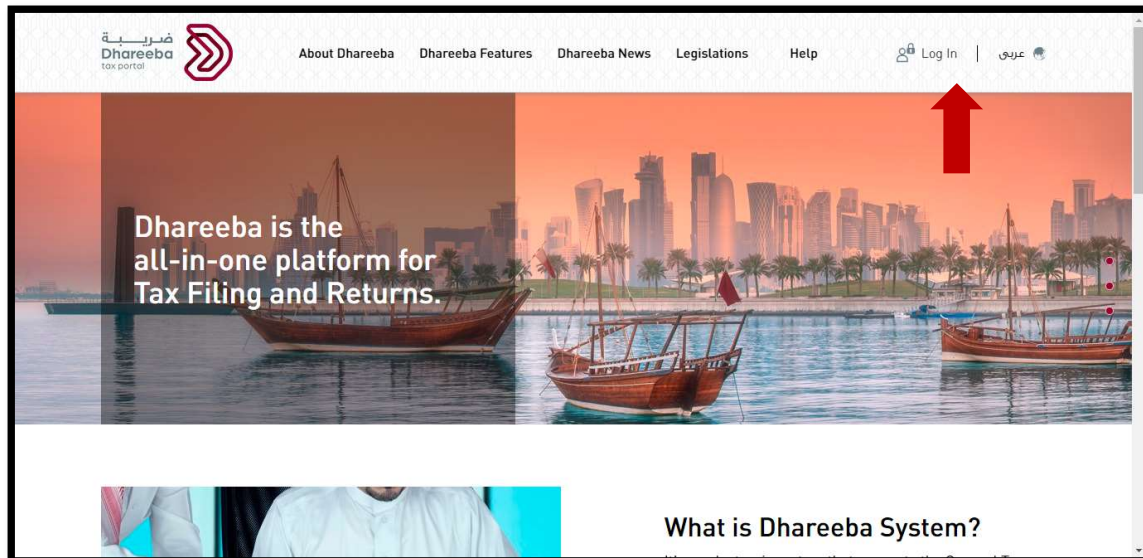 ضريبة
Dhareeba
tax portal
About Dhareeba
Dhareeba Features
Dhareeba News
Legislations
Help
Log In
عربي
Dhareeba is the
all-in-one platform for
Tax Filing and Returns.
What is Dhareeba System?